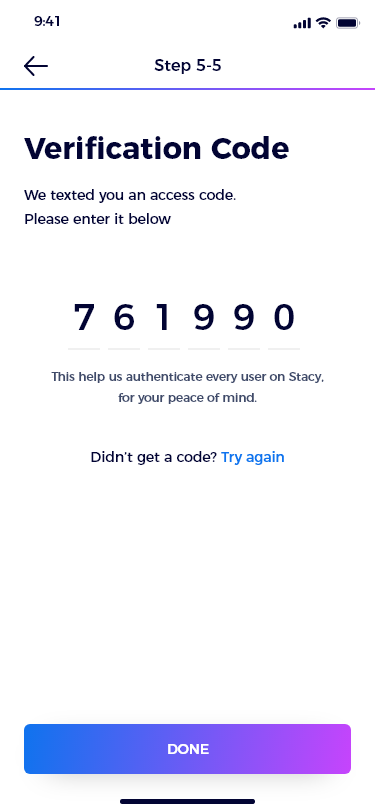 9:41
Step 5-5
Verification Code
We texted you an access code.
Please enter it below
7 6 1 9 9 0
This help us authenticate every user on Stacy,
for your peace of mind.
Didn't get a code? Try again
DONE